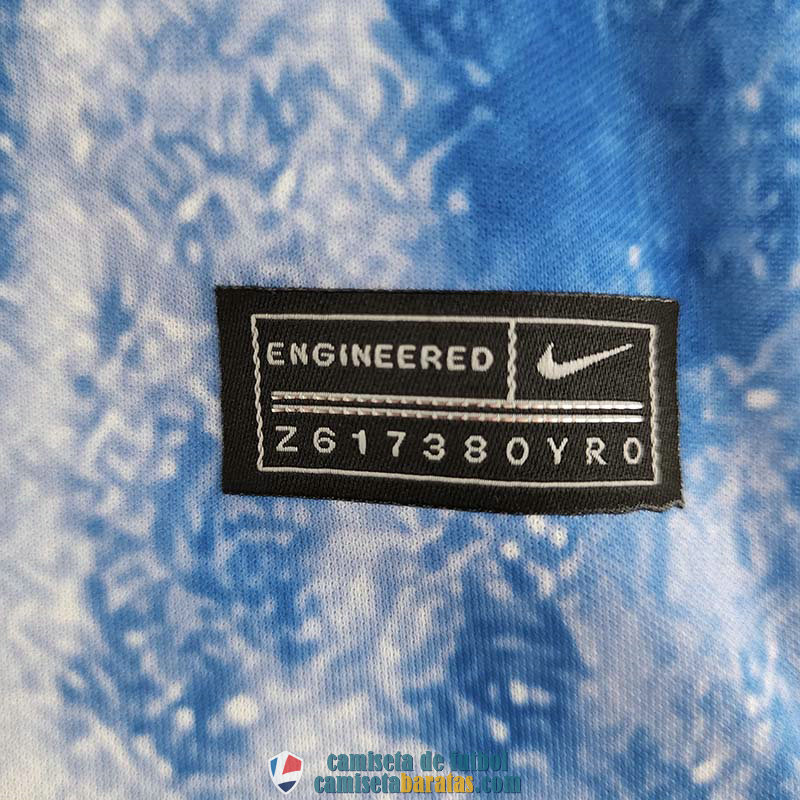 ENGINEERED
Z617380YR0
camiseta de futbol
camisetabaratas.com